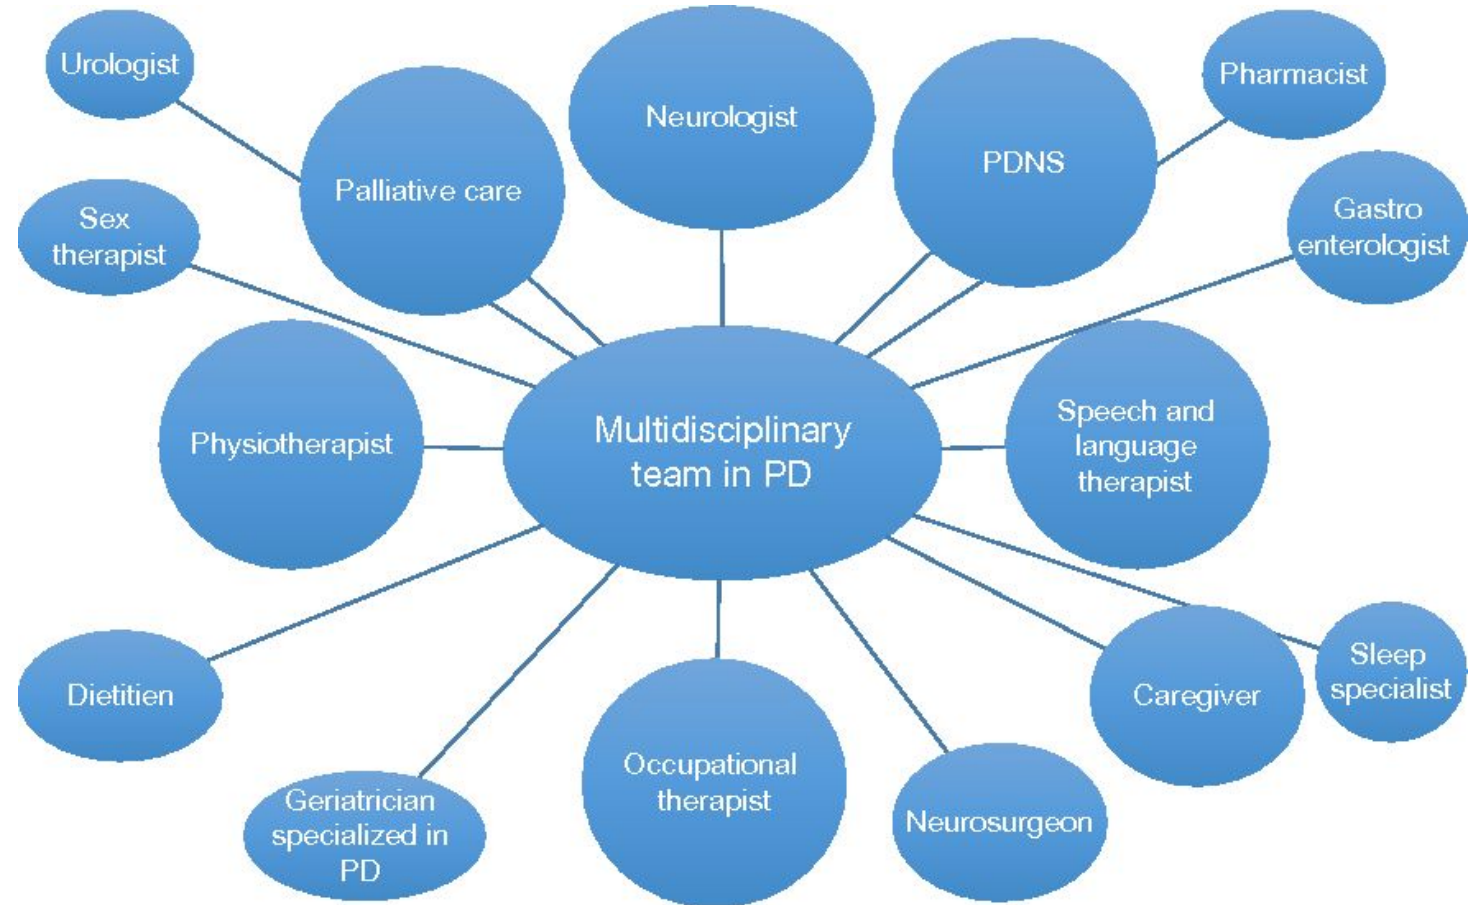 Urologist
Neurologist
Pharmacist
Palliative care
PDNS
Sex
therapist
Gastro
enterologist
Physiotherapist
Multidisciplinary
team in PD
Speech and
language
therapist
Dietitien
Caregiver
Sleep
specialist
Geriatrician
specialized in
PD
Occupational
therapist
Neurosurgeon